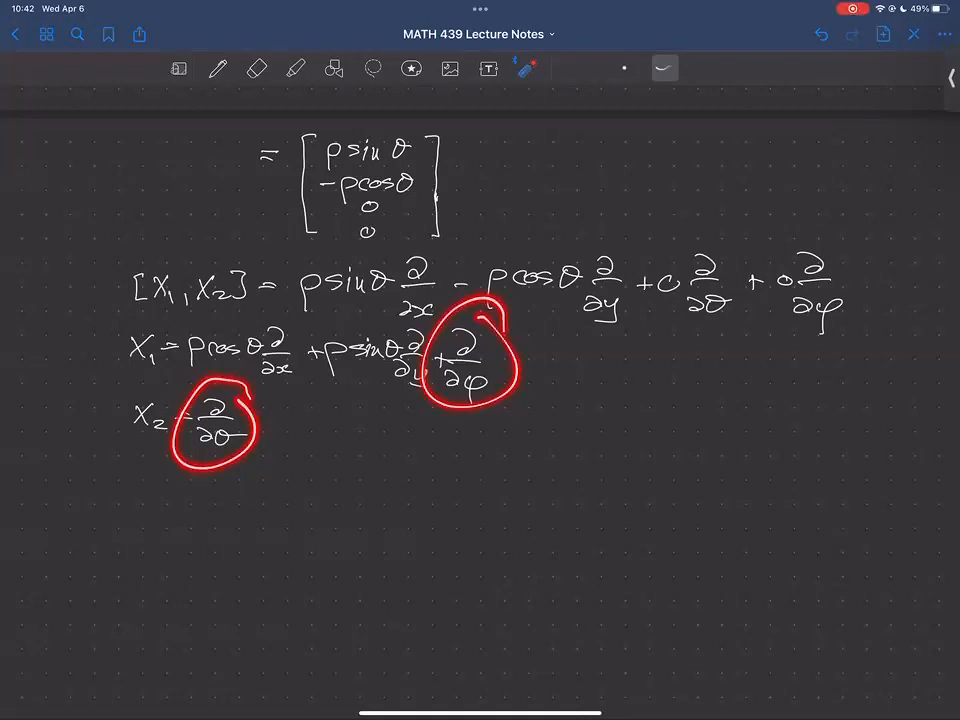 10:42 Wed Apr 6
49%
MATH 439 Lecture Notes
= [ ρ sin θ
-ρ cos θ
0
0 ]
[X₁, X₂] = ρ sin θ ∂/∂x - ρ cos θ ∂/∂y + 0 ∂/∂θ + 0 ∂/∂φ
X₁ = ρ cos θ ∂/∂x + ρ sin θ ∂/∂y + ∂/∂φ
X₂ = ∂/∂θ